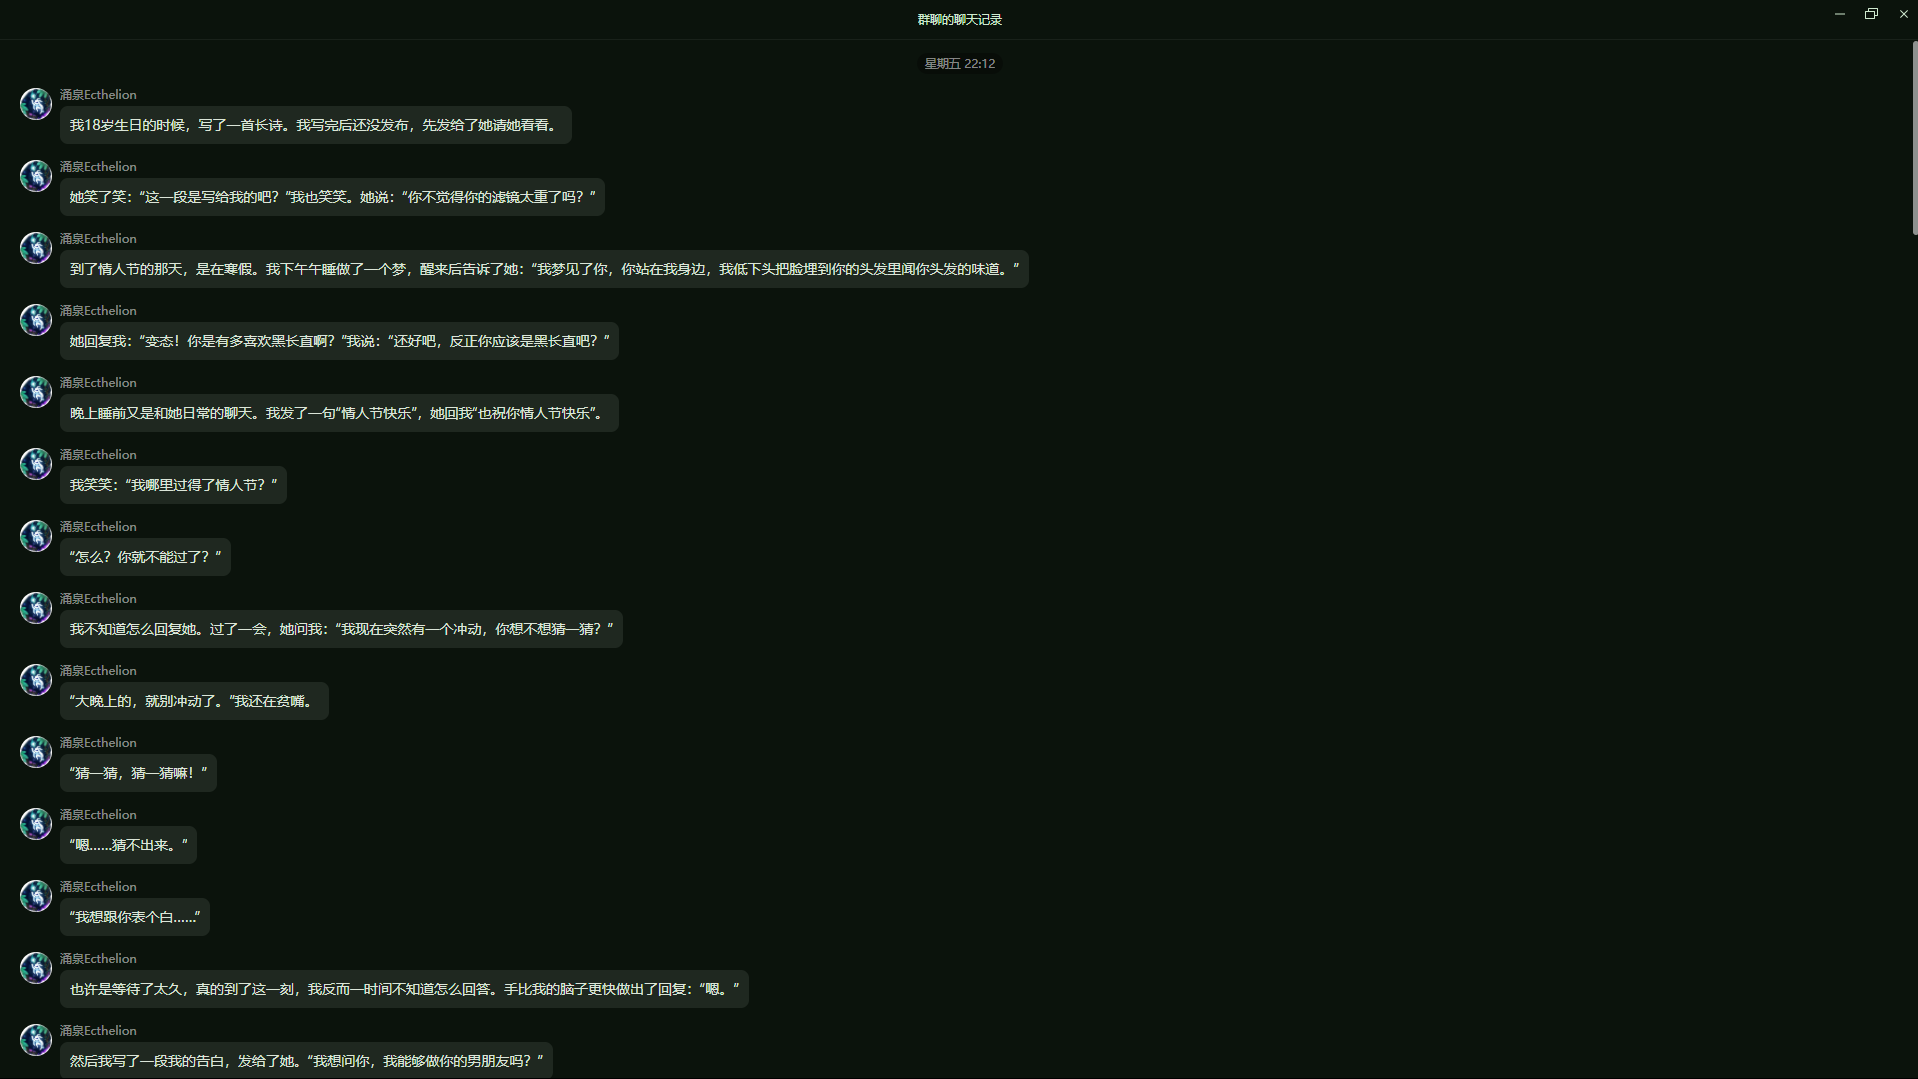 群聊的聊天记录
星期五 22:12
涌泉Ecthelion
我18岁生日的时候，写了一首长诗。我写完后还没发布，先发给了她请她看看。
涌泉Ecthelion
她笑了笑：“这一段是写给我的吧？”我也笑笑。她说：“你不觉得你的滤镜太重了吗？”
涌泉Ecthelion
到了情人节的那天，是在寒假。我下午午睡做了一个梦，醒来后告诉了她：“我梦见了你，你站在我身边，我低下头把脸埋到你的头发里闻你头发的味道。”
涌泉Ecthelion
她回复我：“变态！你是有多喜欢黑长直啊？”我说：“还好吧，反正你应该是黑长直吧？”
涌泉Ecthelion
晚上睡前又是和她日常的聊天。我发了一句“情人节快乐”，她回我“也祝你情人节快乐”。
涌泉Ecthelion
我笑笑：“我哪里过得了情人节？”
涌泉Ecthelion
“怎么？你就不能过了？”
涌泉Ecthelion
我不知道怎么回复她。过了一会，她问我：“我现在突然有一个冲动，你想不想猜一猜？”
涌泉Ecthelion
“大晚上的，就别冲动了。”我还在贫嘴。
涌泉Ecthelion
“猜一猜，猜一猜嘛！”
涌泉Ecthelion
“嗯……猜不出来。”
涌泉Ecthelion
“我想跟你表个白……”
涌泉Ecthelion
也许是等待了太久，真的到了这一刻，我反而一时间不知道怎么回答。手比我的脑子更快做出了回复：“嗯。”
涌泉Ecthelion
然后我写了一段我的告白，发给了她。“我想问你，我能够做你的男朋友吗？”